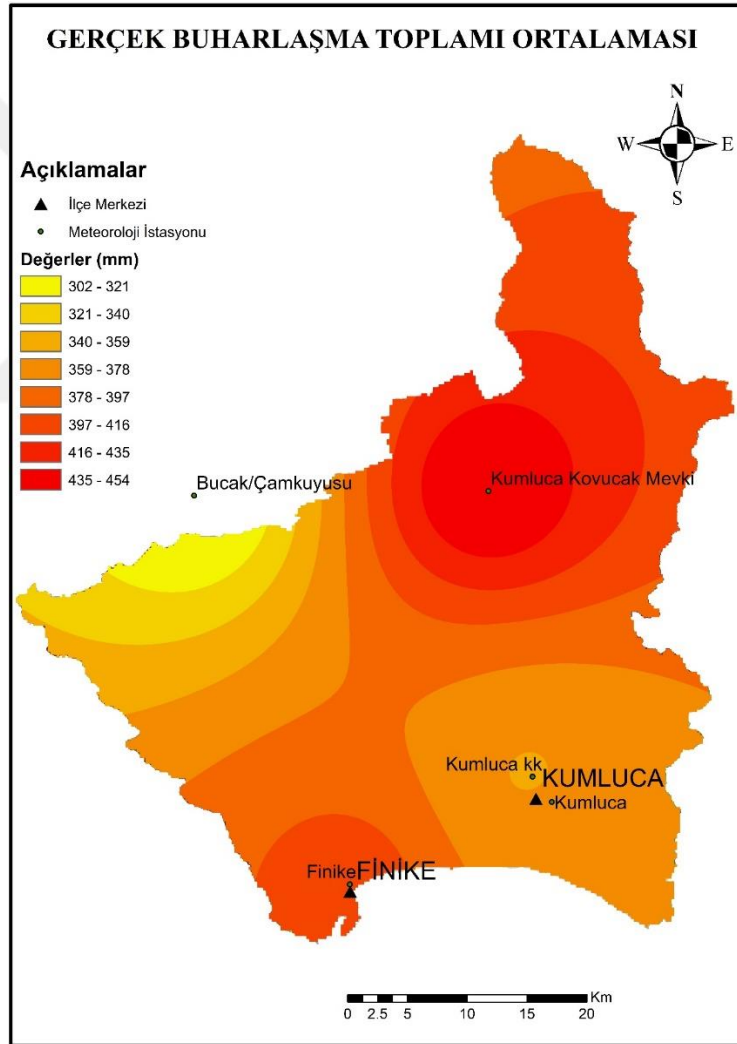 GERÇEK BUHARLAŞMA TOPLAMI ORTALAMASI
N
W E
S
Açıklamalar
İlçe Merkezi
Meteoroloji İstasyonu
Değerler (mm)
302 - 321
321 - 340
340 - 359
359 - 378
378 - 397
397 - 416
416 - 435
435 - 454
Bucak/Çamkuyusu
Kumluca Kovucak Mevki
Kumluca kk
KUMLUCA
Kumluca
Finike
FİNİKE
Km
0 2.5 5 10 15 20